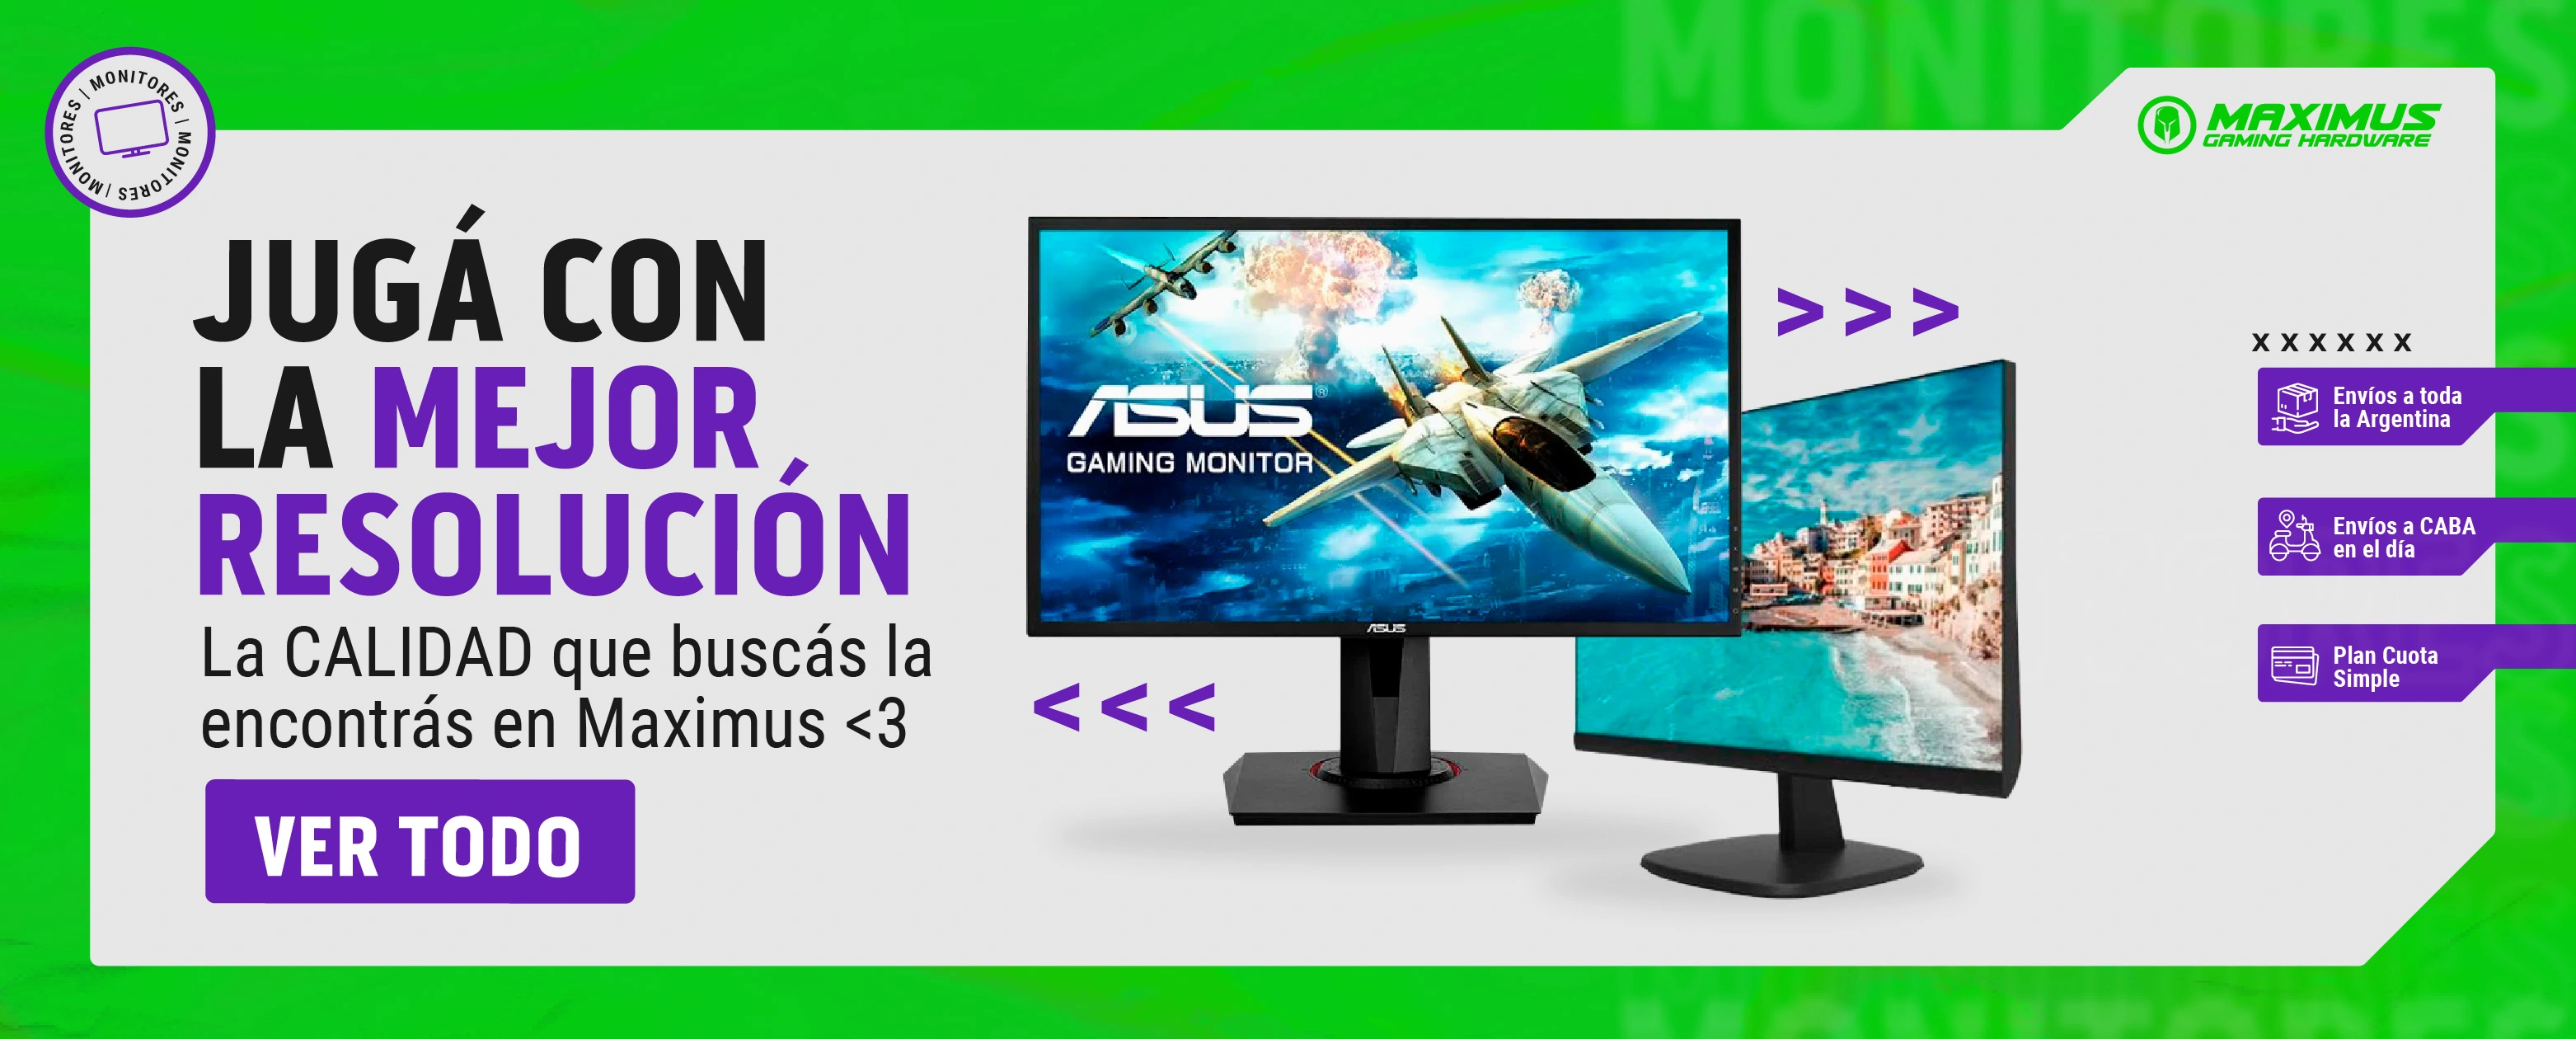 MONITORES
MONITORES | MONITORES | MONITORES |
MAXIMUS
GAMING HARDWARE
JUGÁ CON
LA MEJOR
RESOLUCIÓN
La CALIDAD que buscás la
encontrás en Maximus <3
VER TODO
ASUS®
GAMING MONITOR
ASUS
> > >
< < <
X X X X X X
Envíos a toda
la Argentina
Envíos a CABA
en el día
Plan Cuota
Simple
MONITORES